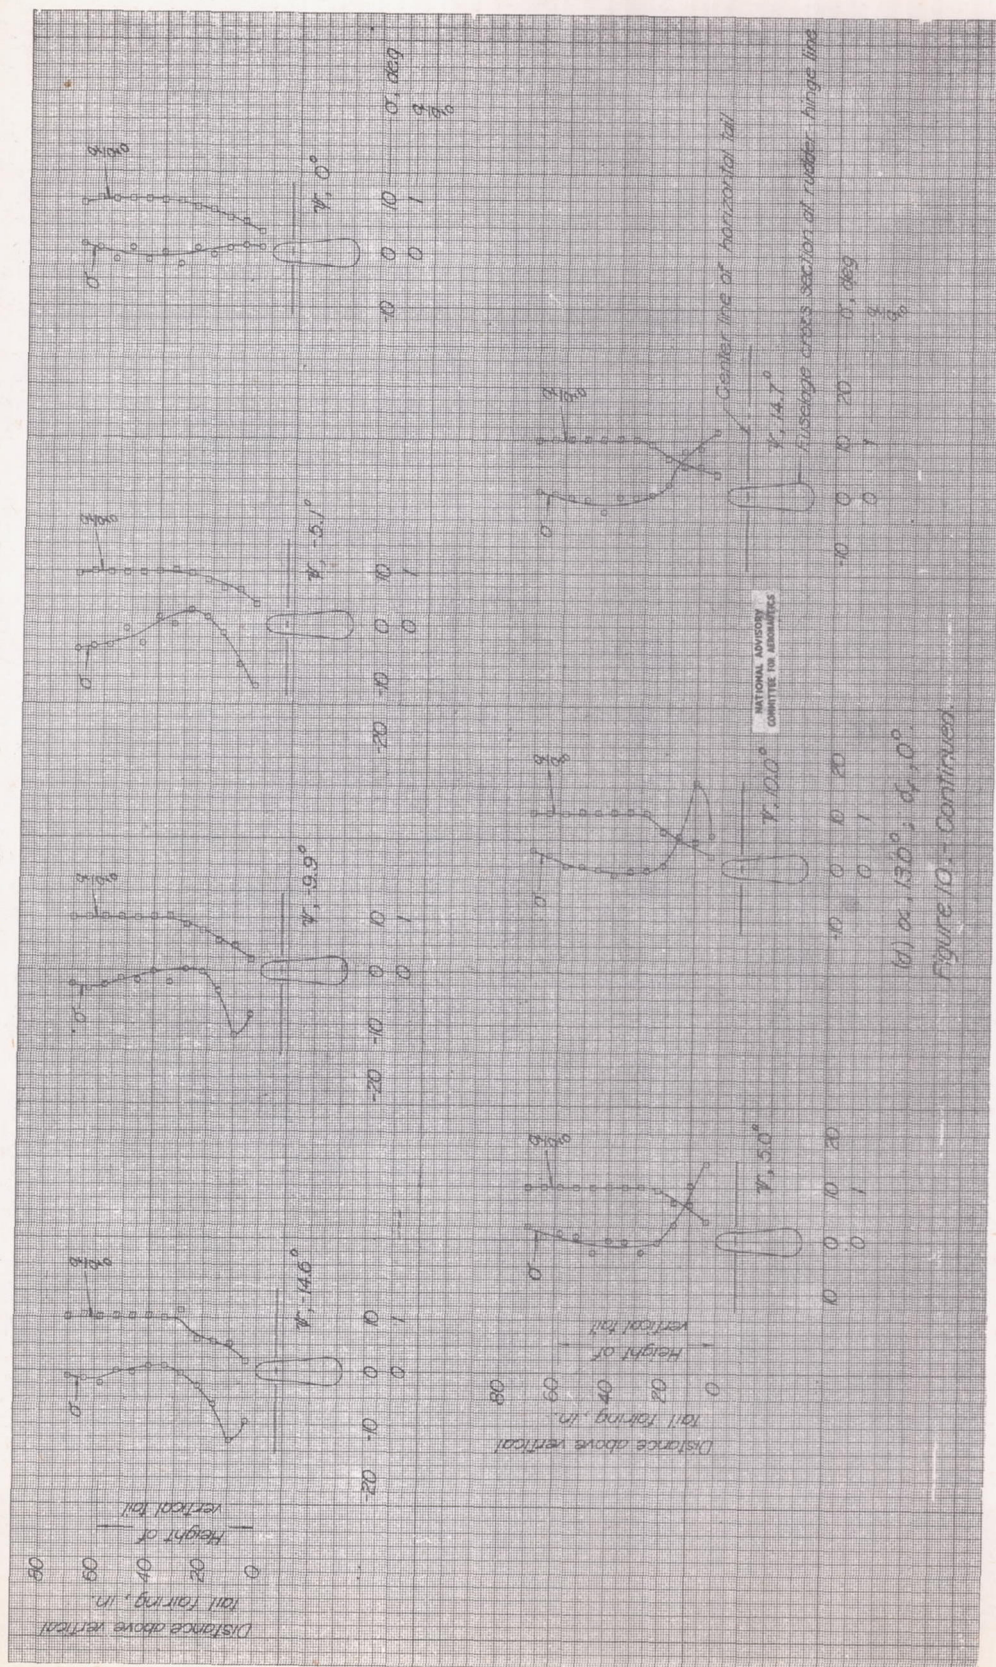 Distance above vertical
tail fairing, in.
80
60
40
20
0
Height of
vertical tail
σ
q/q₀
ψ, -14.6°
-20 -10 0 10
0 1
σ
q/q₀
ψ, -9.9°
-20 -10 0 10
0 1
σ
q/q₀
ψ, -5.1°
-20 -10 0 10
0 1
σ
q/q₀
ψ, 0°
-10 0 10 σ, deg
0 1 q/q₀
Distance above vertical
tail fairing, in.
80
60
40
20
0
Height of
vertical tail
σ
q/q₀
ψ, 5.0°
10 0 10 20
0 1
σ
q/q₀
ψ, 10.0°
-10 0 10 20
0 1
σ
q/q₀
Center line of horizontal tail
ψ, 14.7°
Fuselage cross section at rudder-hinge line
-10 0 10 20 σ, deg
0 1 q/q₀
NATIONAL ADVISORY
COMMITTEE FOR AERONAUTICS
(d) α, 13.0°; δᵣ, 0°.
Figure 10.- Continued.